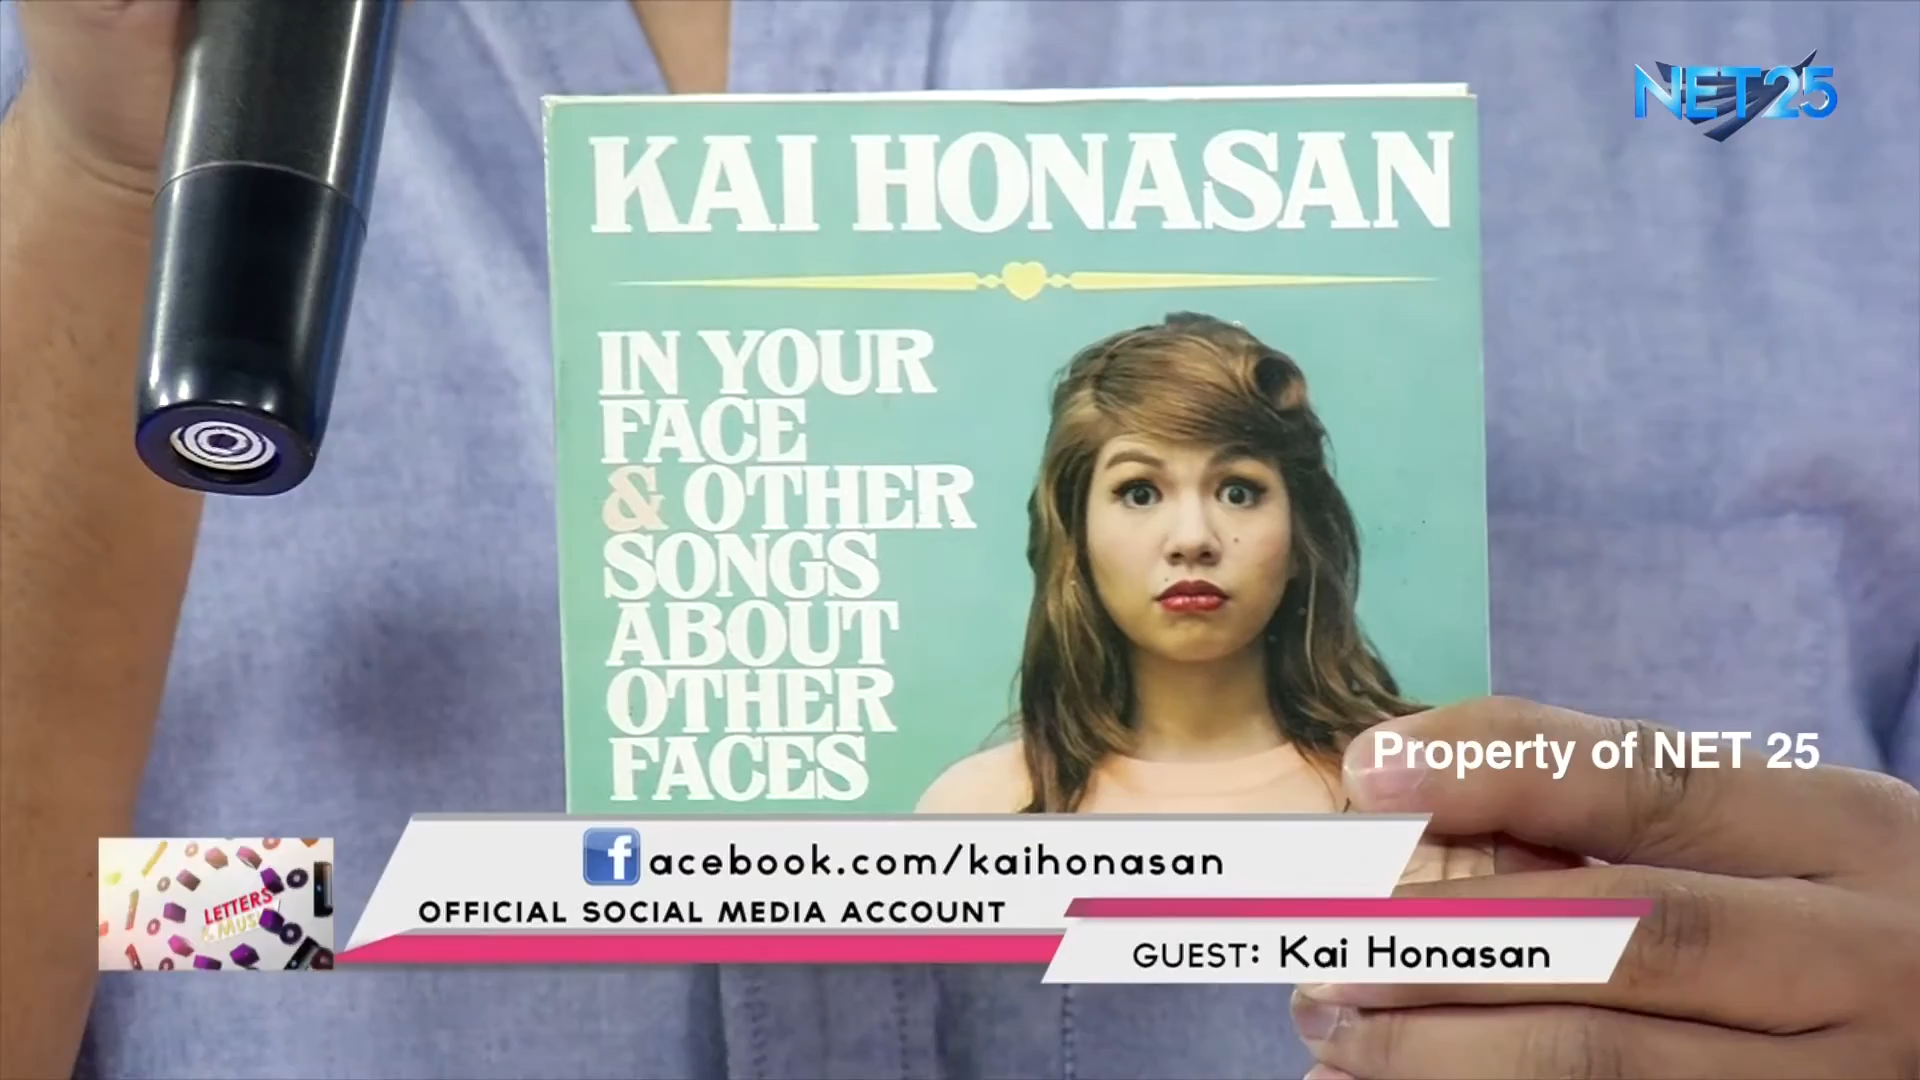 NET25
KAI HONASAN
IN YOUR
FACE
& OTHER
SONGS
ABOUT
OTHER
FACES
Property of NET 25
facebook.com/kaihonasan
OFFICIAL SOCIAL MEDIA ACCOUNT
GUEST: Kai Honasan
LETTERS
& MUSIC